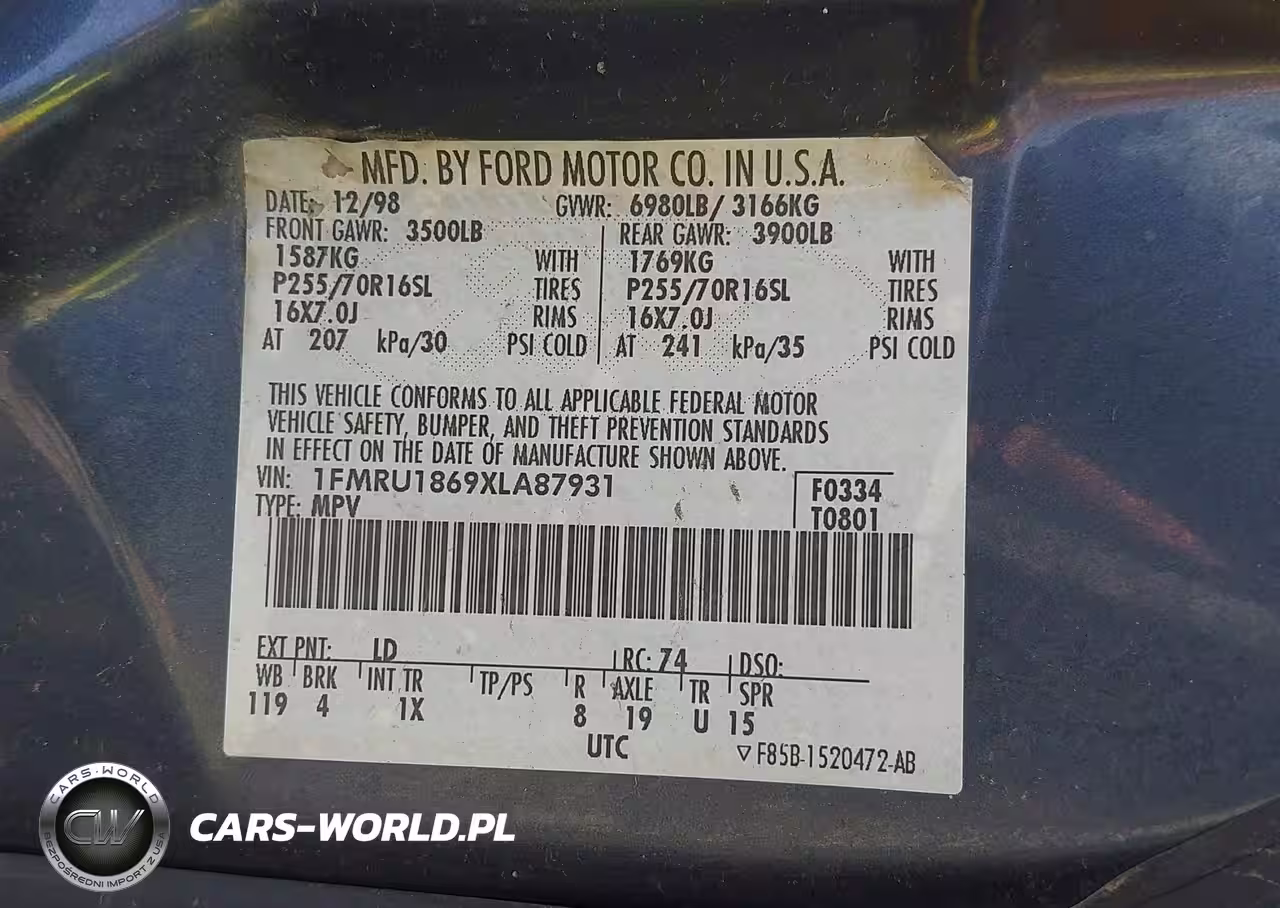 MFD. BY FORD MOTOR CO. IN U.S.A.
DATE: 12/98 GVWR: 6980LB/ 3166KG
FRONT GAWR: 3500LB REAR GAWR: 3900LB
1587KG WITH 1769KG WITH
P255/70R16SL TIRES P255/70R16SL TIRES
16X7.0J RIMS 16X7.0J RIMS
AT 207 kPa/30 PSI COLD AT 241 kPa/35 PSI COLD
THIS VEHICLE CONFORMS TO ALL APPLICABLE FEDERAL MOTOR
VEHICLE SAFETY, BUMPER, AND THEFT PREVENTION STANDARDS
IN EFFECT ON THE DATE OF MANUFACTURE SHOWN ABOVE.
VIN: 1FMRU1869XLA87931 F0334
TYPE: MPV T0801
EXT PNT: LD RC: 74 DSO:
WB BRK INT TR TP/PS R AXLE TR SPR
119 4 1X 8 19 U 15
UTC ▽F85B-1520472-AB
CARS-WORLD
CW
BEZPOŚREDNI IMPORT Z USA
CARS-WORLD.PL